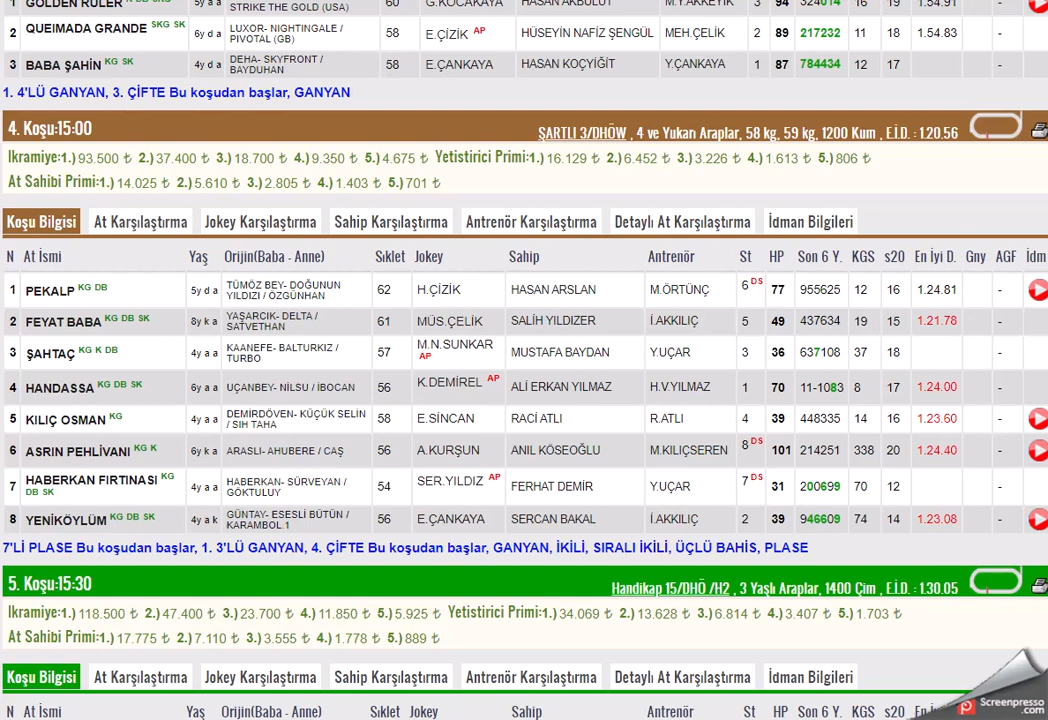 1 GOLDEN RULER N DB SKG 5y a a STRIKE THE GOLD (USA) 60 G.KOCAKAYA HASAN AKBULUT M.Y.AKKEYİK 3 94 324014 16 19 1.54.91
2 QUEIMADA GRANDE SKG SK 6y d a LUXOR- NIGHTINGALE / PIVOTAL (GB) 58 E.ÇİZİK AP HÜSEYİN NAFİZ ŞENGÜL MEH.ÇELİK 2 89 217232 11 18 1.54.83 -
3 BABA ŞAHİN KG SK 4y d a DEHA- SKYFRONT / BAYDUHAN 58 E.ÇANKAYA HASAN KOÇYİĞİT Y.ÇANKAYA 1 87 784434 12 17 -
1. 4'LÜ GANYAN, 3. ÇİFTE Bu koşudan başlar, GANYAN
4. Koşu:15:00 ŞARTLI 3/DHÖW , 4 ve Yukarı Araplar, 58 kg, 59 kg, 1200 Kum , E.İ.D. : 1.20.56
Ikramiye:1.) 93.500 ₺ 2.) 37.400 ₺ 3.) 18.700 ₺ 4.) 9.350 ₺ 5.) 4.675 ₺ Yetistirici Primi:1.) 16.129 ₺ 2.) 6.452 ₺ 3.) 3.226 ₺ 4.) 1.613 ₺ 5.) 806 ₺
At Sahibi Primi:1.) 14.025 ₺ 2.) 5.610 ₺ 3.) 2.805 ₺ 4.) 1.403 ₺ 5.) 701 ₺
Koşu Bilgisi At Karşılaştırma Jokey Karşılaştırma Sahip Karşılaştırma Antrenör Karşılaştırma Detaylı At Karşılaştırma İdman Bilgileri
N At İsmi Yaş Orijin(Baba - Anne) Sıklet Jokey Sahip Antrenör St HP Son 6 Y. KGS s20 En İyi D. Gny AGF İdm
1 PEKALP KG DB 5y d a TÜMÖZ BEY- DOĞUNUN YILDIZI / ÖZGÜNHAN 62 H.ÇİZİK HASAN ARSLAN M.ÖRTÜNÇ 6 DS 77 955625 12 16 1.24.81 -
2 FEYAT BABA KG DB SK 8y k a YAŞARCIK- DELTA / SATVETHAN 61 MÜS.ÇELİK SALİH YILDIZER İ.AKKILIÇ 5 49 437634 19 15 1.21.78 -
3 ŞAHTAÇ KG K DB 4y a a KAANEFE- BALTURKIZ / TURBO 57 M.N.SUNKAR AP MUSTAFA BAYDAN Y.UÇAR 3 36 637108 37 18 -
4 HANDASSA KG DB SK 6y a a UÇANBEY- NİLSU / İBOCAN 56 K.DEMİREL AP ALİ ERKAN YILMAZ H.V.YILMAZ 1 70 11-1083 8 17 1.24.00 -
5 KILIÇ OSMAN KG 4y a a DEMİRDÖVEN- KÜÇÜK SELİN / SIH TAHA 58 E.SİNCAN RACİ ATLI R.ATLI 4 39 448335 14 16 1.23.60 -
6 ASRIN PEHLİVANI KG K 6y k a ARASLI- AHUBERE / CAŞ 56 A.KURŞUN ANIL KÖSEOĞLU M.KILIÇSEREN 8 DS 101 214251 338 20 1.24.40 -
7 HABERKAN FIRTINASI KG DB SK 4y a a HABERKAN- SÜRVEYAN / GÖKTULUY 54 SER.YILDIZ AP FERHAT DEMİR Y.UÇAR 7 DS 31 200699 70 12 -
8 YENİKÖYLÜM KG DB SK 4y a k GÜNTAY- ESESLİ BÜTÜN / KARAMBOL.1 56 E.ÇANKAYA SERCAN BAKAL İ.AKKILIÇ 2 39 946609 74 14 1.23.08 -
7'Lİ PLASE Bu koşudan başlar, 1. 3'LÜ GANYAN, 4. ÇİFTE Bu koşudan başlar, GANYAN, İKİLİ, SIRALI İKİLİ, ÜÇLÜ BAHİS, PLASE
5. Koşu:15:30 Handikap 15/DHÖ /H2 , 3 Yaşlı Araplar, 1400 Çim , E.İ.D. : 1.30.05
Ikramiye:1.) 118.500 ₺ 2.) 47.400 ₺ 3.) 23.700 ₺ 4.) 11.850 ₺ 5.) 5.925 ₺ Yetistirici Primi:1.) 34.069 ₺ 2.) 13.628 ₺ 3.) 6.814 ₺ 4.) 3.407 ₺ 5.) 1.703 ₺
At Sahibi Primi:1.) 17.775 ₺ 2.) 7.110 ₺ 3.) 3.555 ₺ 4.) 1.778 ₺ 5.) 889 ₺
Koşu Bilgisi At Karşılaştırma Jokey Karşılaştırma Sahip Karşılaştırma Antrenör Karşılaştırma Detaylı At Karşılaştırma İdman Bilgileri
N At İsmi Yaş Orijin(Baba - Anne) Sıklet Jokey Sahip Antrenör St HP Son 6 Y. KGS s20
Screenpresso.com